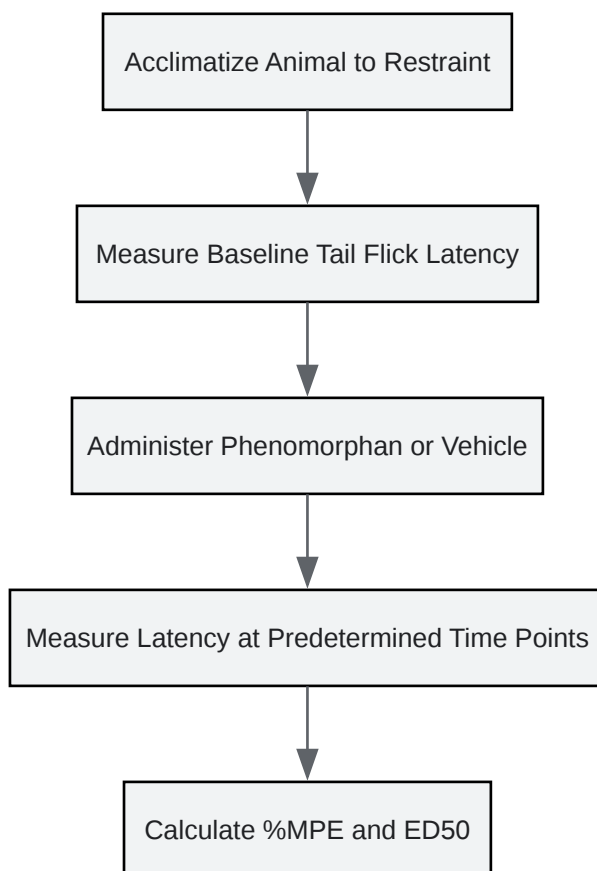 Acclimatize Animal to Restraint
Measure Baseline Tail Flick Latency
Administer Phenomorphan or Vehicle
Measure Latency at Predetermined Time Points
Calculate %MPE and ED50